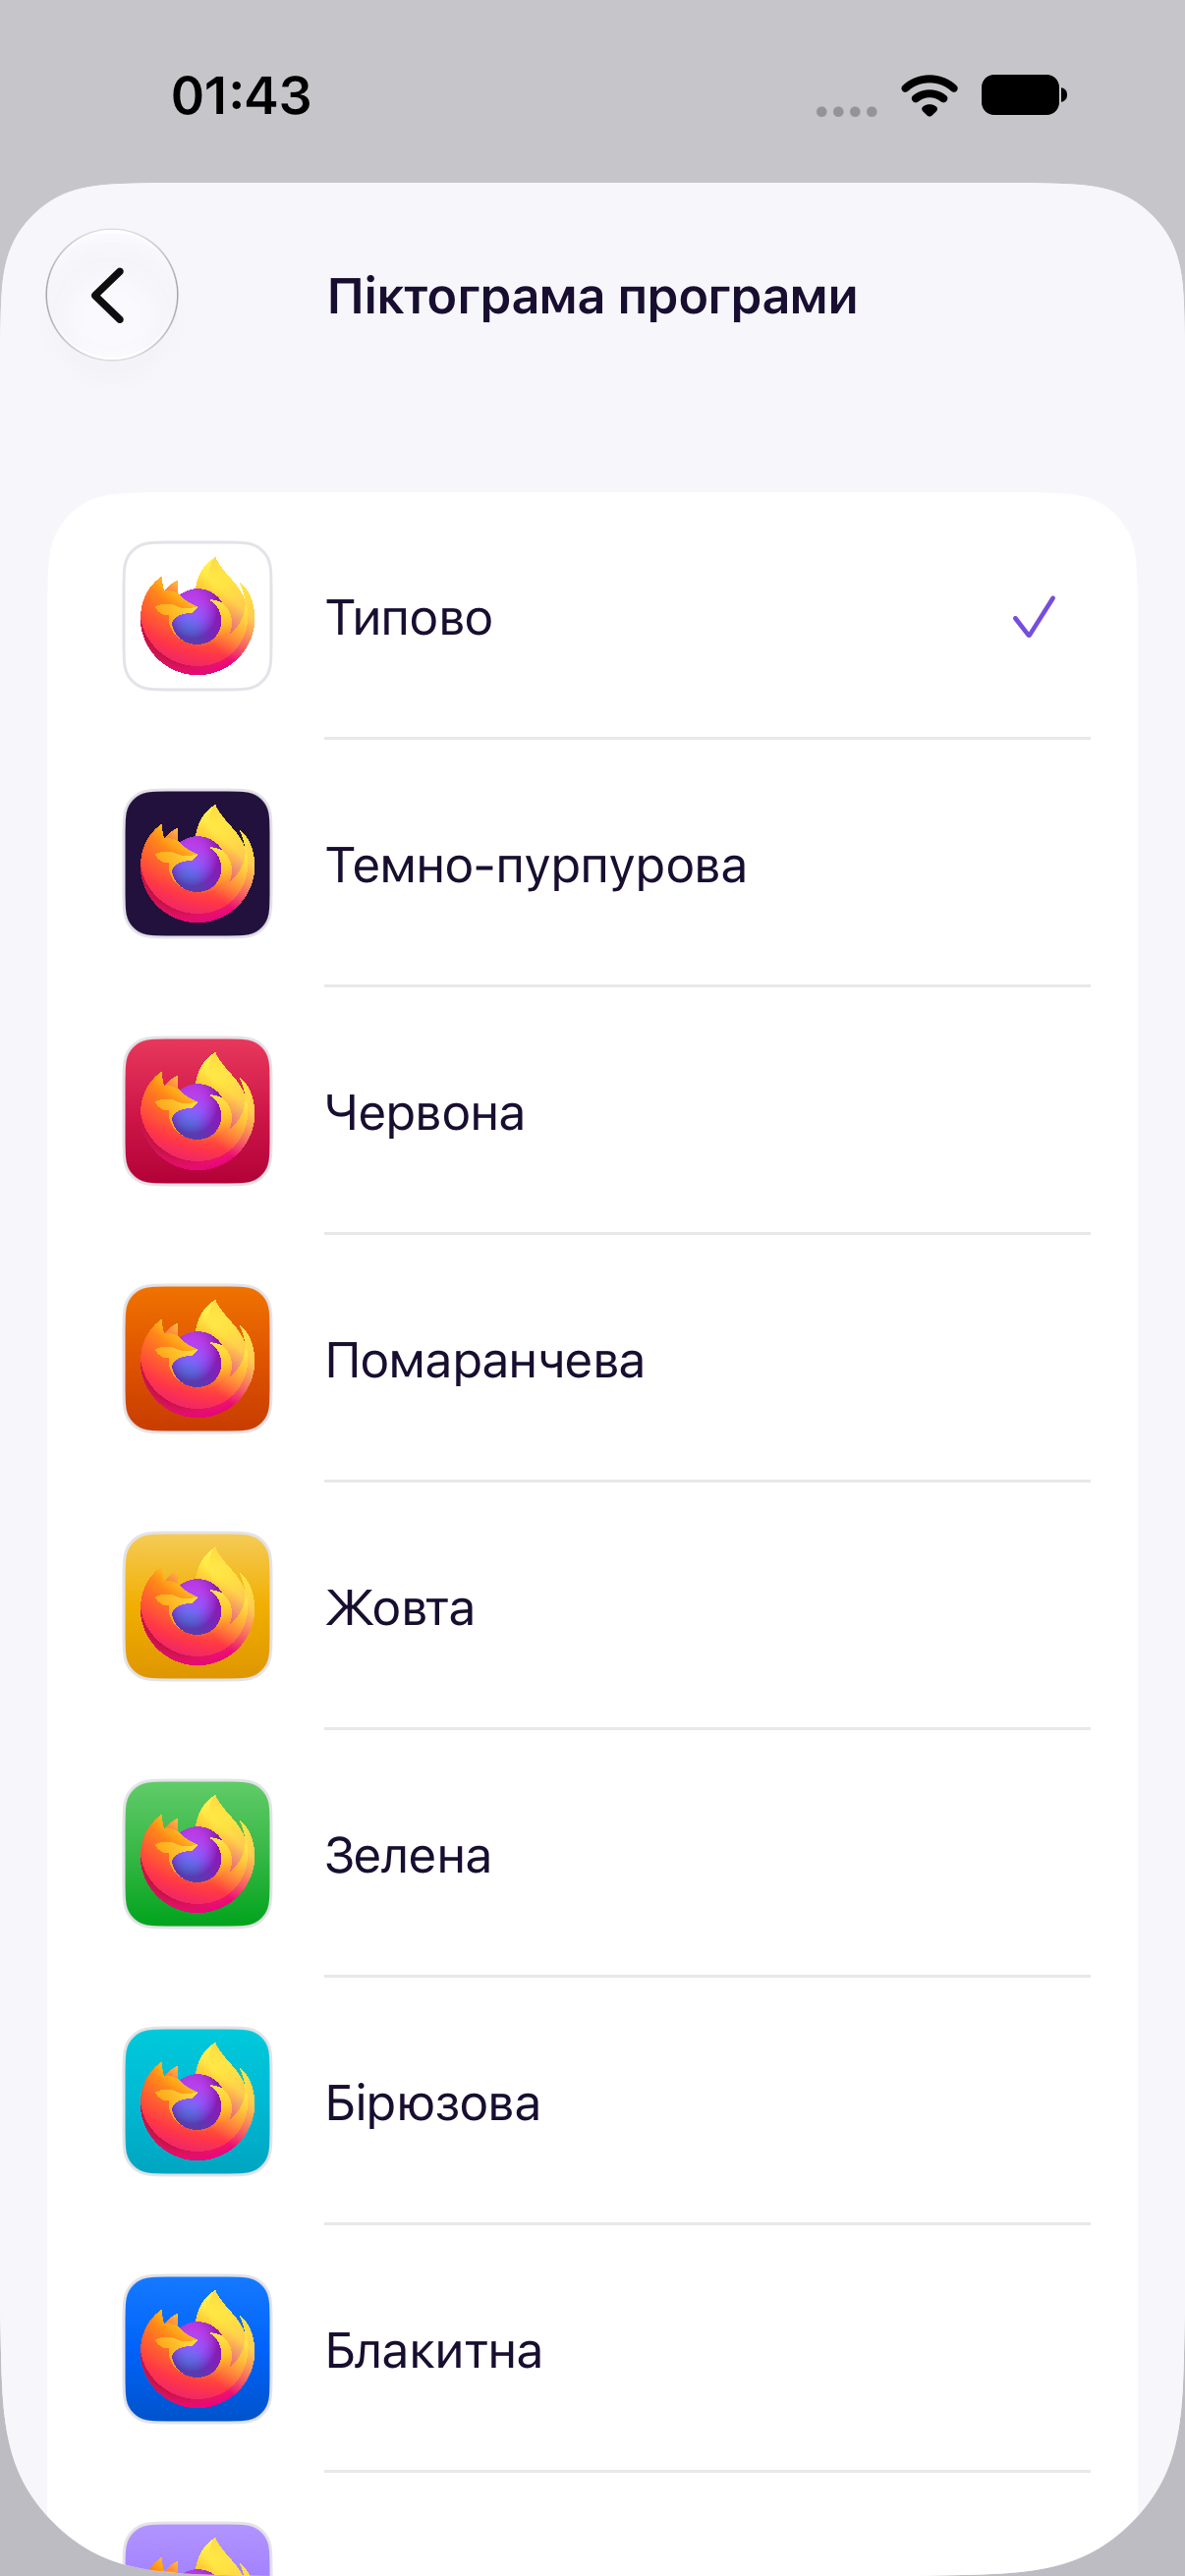 01:43
Піктограма програми
Типово
Темно-пурпурова
Червона
Помаранчева
Жовта
Зелена
Бірюзова
Блакитна